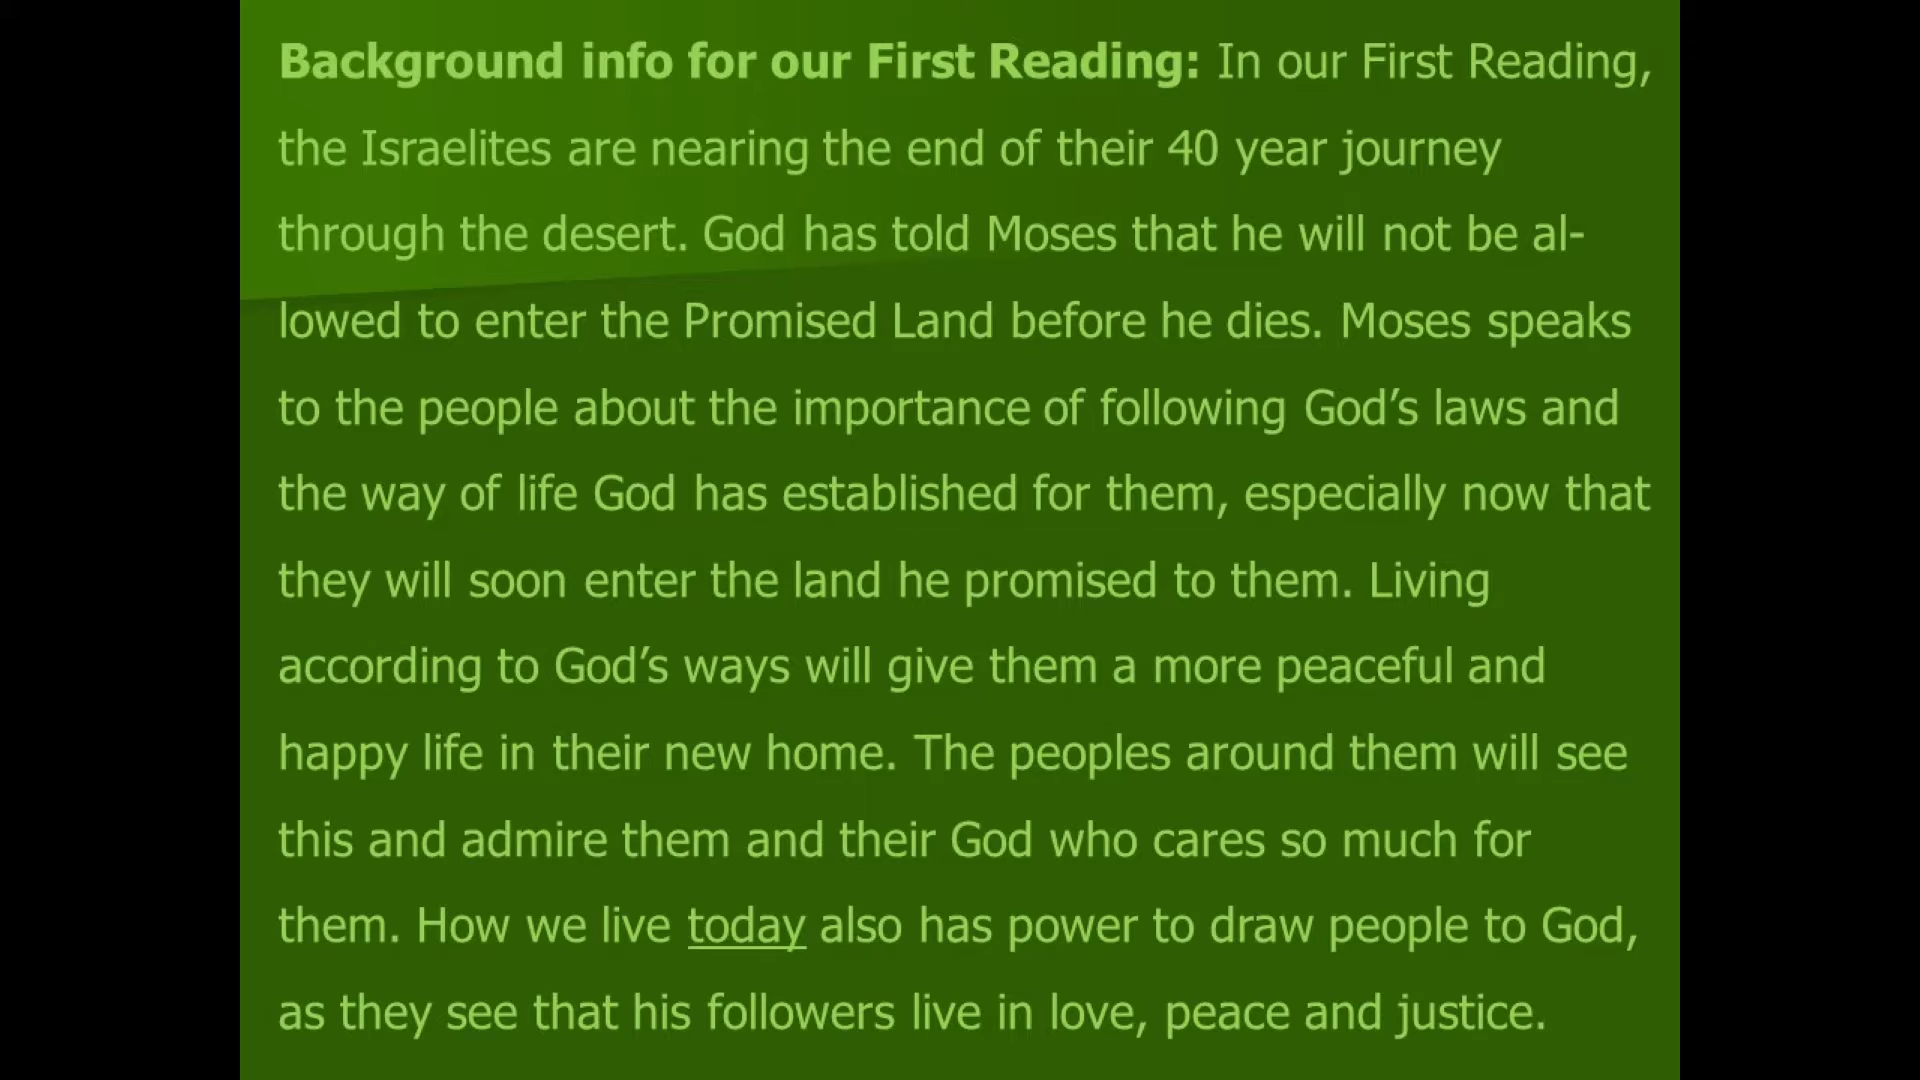 Background info for our First Reading: In our First Reading,
the Israelites are nearing the end of their 40 year journey
through the desert. God has told Moses that he will not be al-
lowed to enter the Promised Land before he dies. Moses speaks
to the people about the importance of following God’s laws and
the way of life God has established for them, especially now that
they will soon enter the land he promised to them. Living
according to God’s ways will give them a more peaceful and
happy life in their new home. The peoples around them will see
this and admire them and their God who cares so much for
them. How we live today also has power to draw people to God,
as they see that his followers live in love, peace and justice.